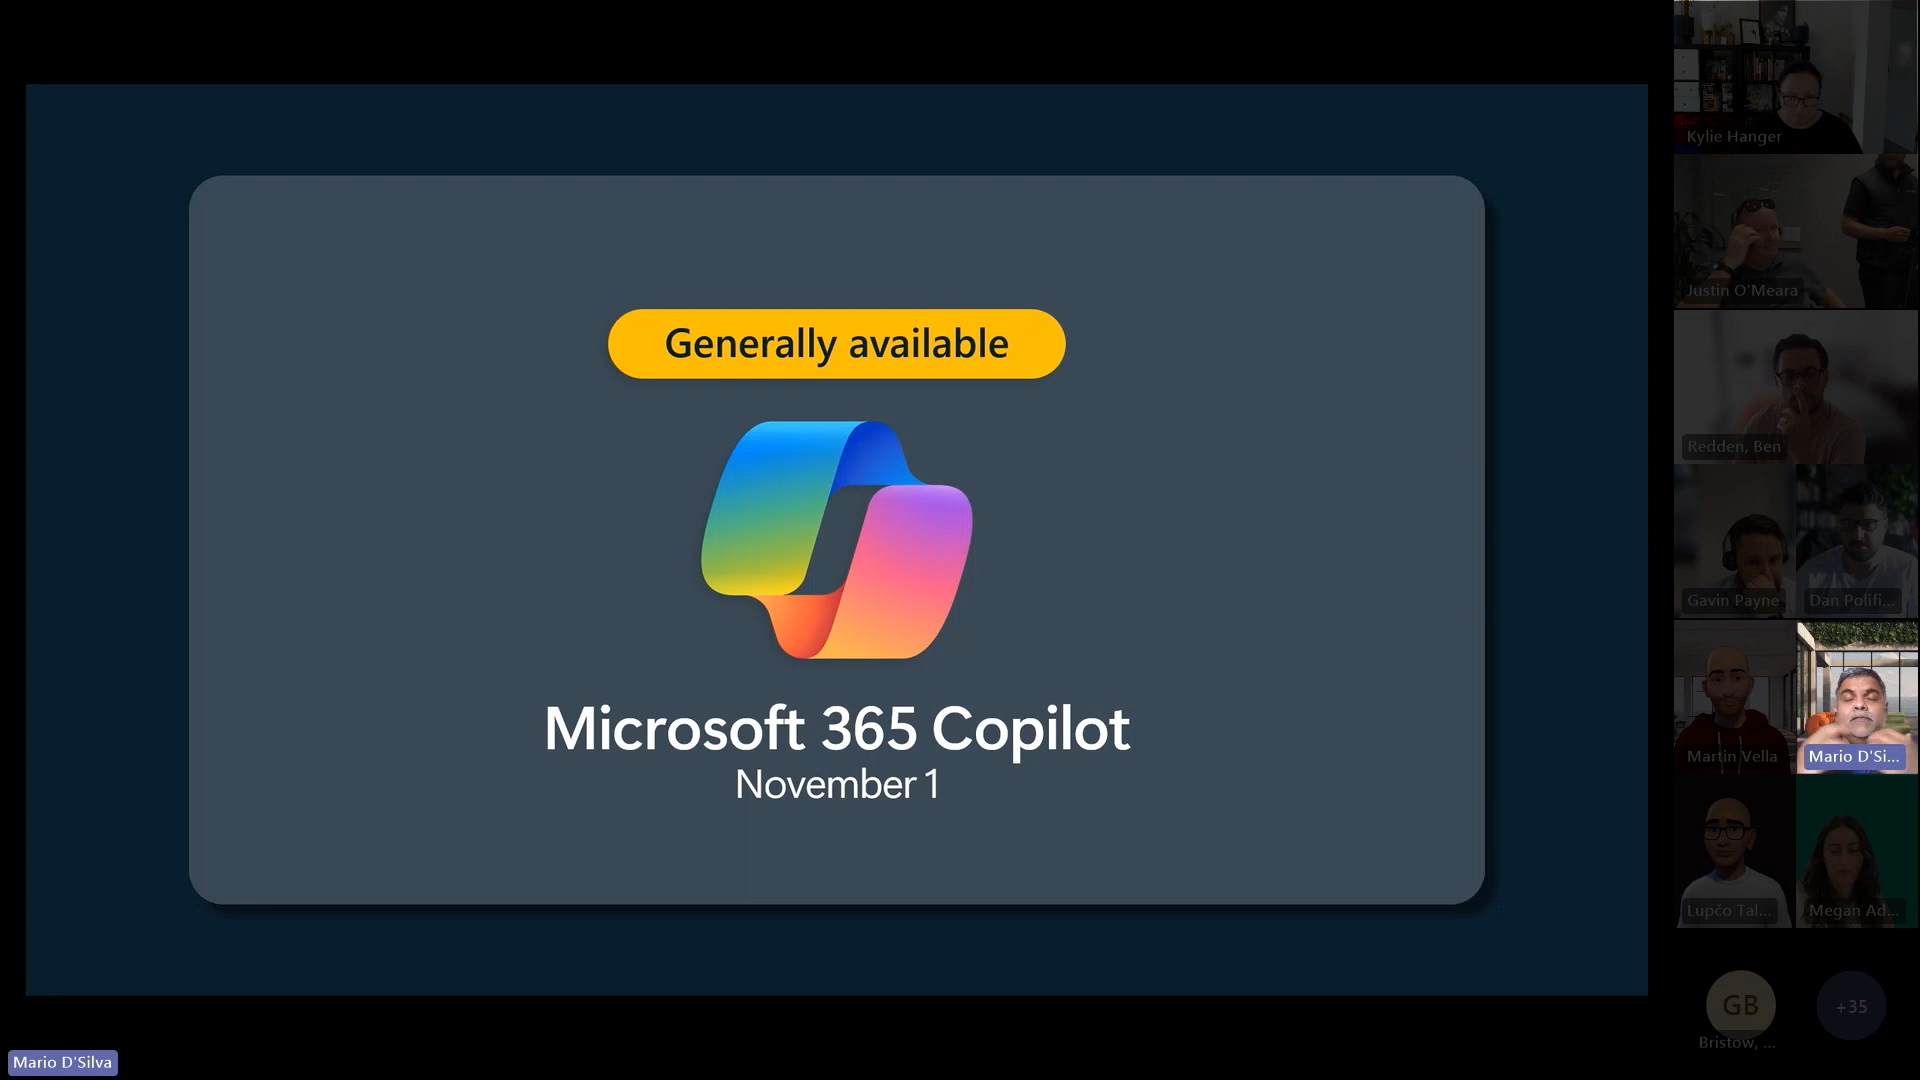 Generally available
Microsoft 365 Copilot
November 1
Kylie Hanger
Justin O'Meara
Redden, Ben
Gavin Payne
Dan Polifi...
Martin Vella
Mario D'Si...
Lupčo Tal...
Megan Ad...
GB
+35
Bristow, ...
Mario D'Silva